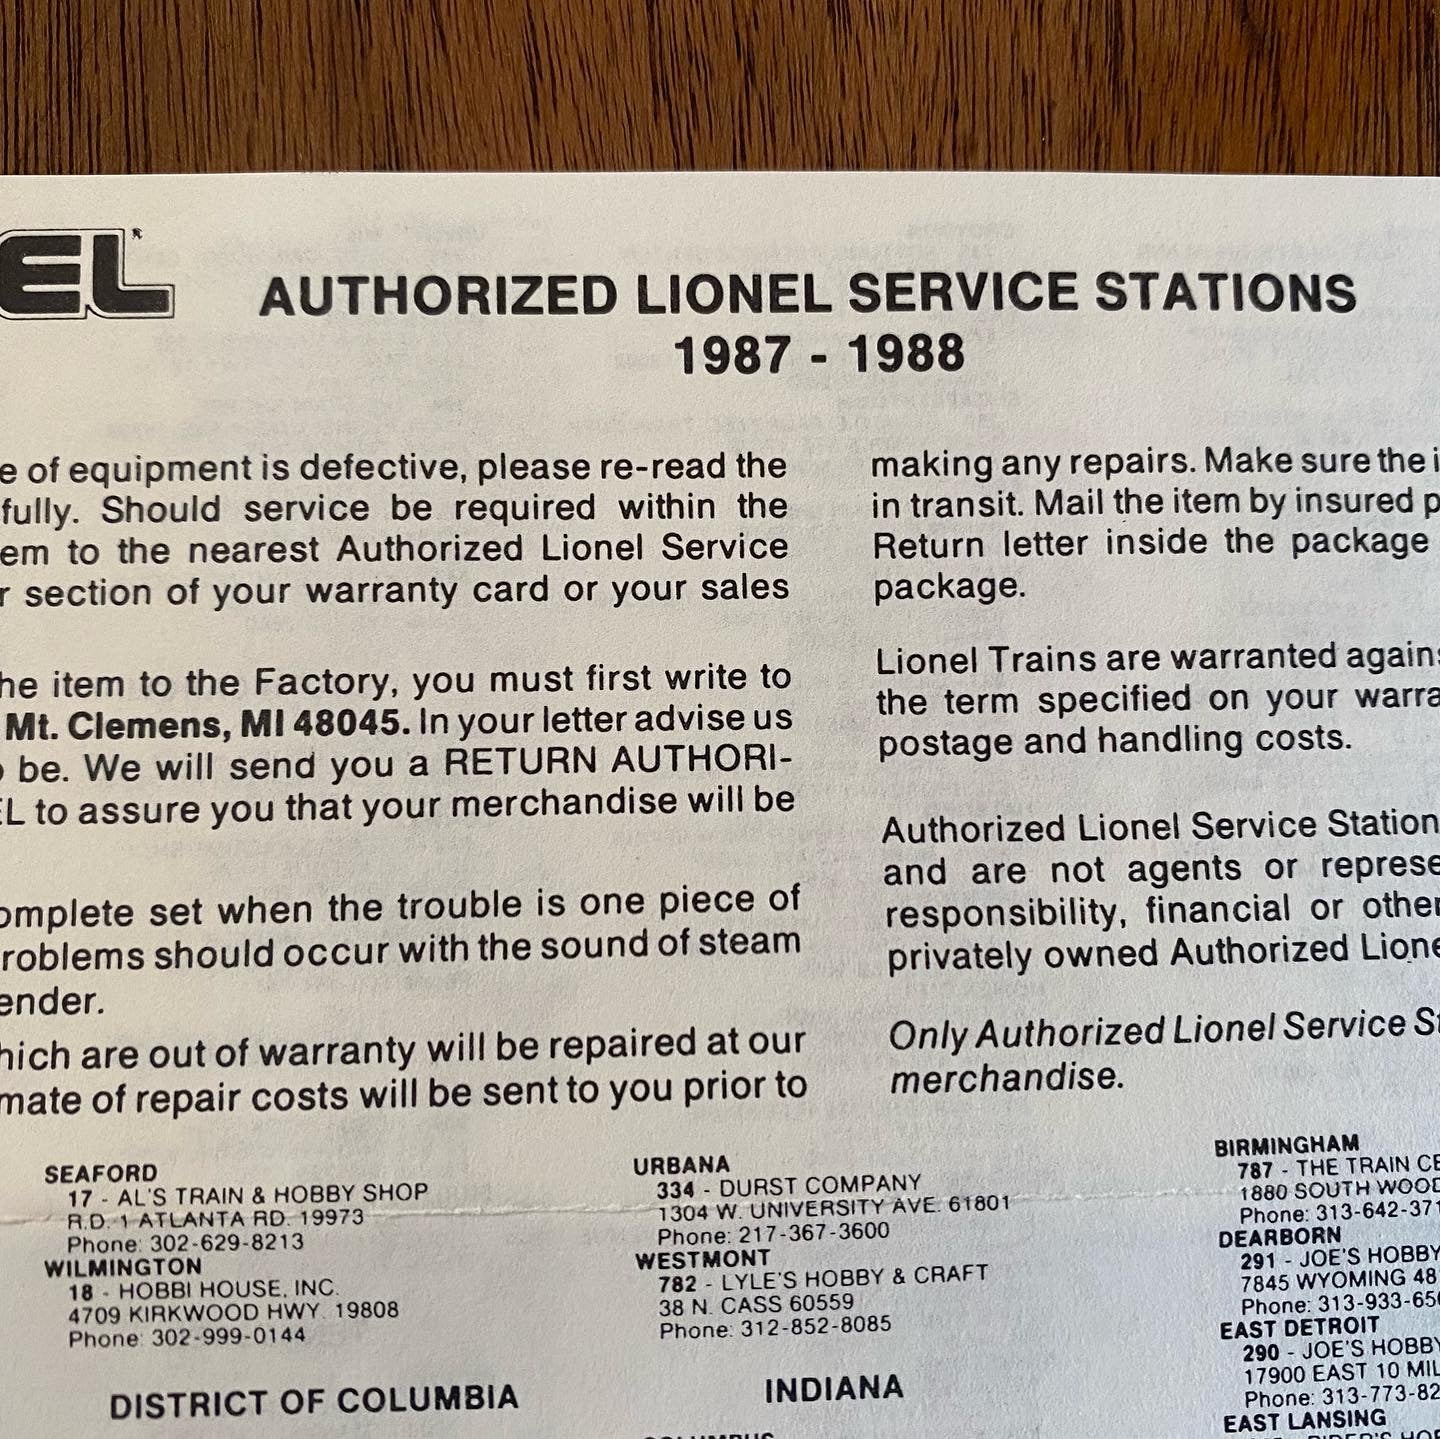 EL
AUTHORIZED LIONEL SERVICE STATIONS
1987 - 1988
e of equipment is defective, please re-read the
fully. Should service be required within the
em to the nearest Authorized Lionel Service
r section of your warranty card or your sales
he item to the Factory, you must first write to
Mt. Clemens, MI 48045. In your letter advise us
be. We will send you a RETURN AUTHORI-
EL to assure you that your merchandise will be
omplete set when the trouble is one piece of
roblems should occur with the sound of steam
ender.
hich are out of warranty will be repaired at our
mate of repair costs will be sent to you prior to
making any repairs. Make sure the i
in transit. Mail the item by insured p
Return letter inside the package
package.
Lionel Trains are warranted agains
the term specified on your warra
postage and handling costs.
Authorized Lionel Service Station
and are not agents or represe
responsibility, financial or other
privately owned Authorized Lione
Only Authorized Lionel Service St
merchandise.
SEAFORD
17 - AL'S TRAIN & HOBBY SHOP
R.D. 1 ATLANTA RD. 19973
Phone: 302-629-8213
WILMINGTON
18 - HOBBI HOUSE, INC.
4709 KIRKWOOD HWY. 19808
Phone: 302-999-0144
DISTRICT OF COLUMBIA
URBANA
334 - DURST COMPANY
1304 W. UNIVERSITY AVE. 61801
Phone: 217-367-3600
WESTMONT
782 - LYLE'S HOBBY & CRAFT
38 N. CASS 60559
Phone: 312-852-8085
INDIANA
COLUMBUS
BIRMINGHAM
787 - THE TRAIN CE
1880 SOUTH WOOD
Phone: 313-642-371
DEARBORN
291 - JOE'S HOBBY
7845 WYOMING 48
Phone: 313-933-656
EAST DETROIT
290 - JOE'S HOBBY
17900 EAST 10 MIL
Phone: 313-773-82
EAST LANSING